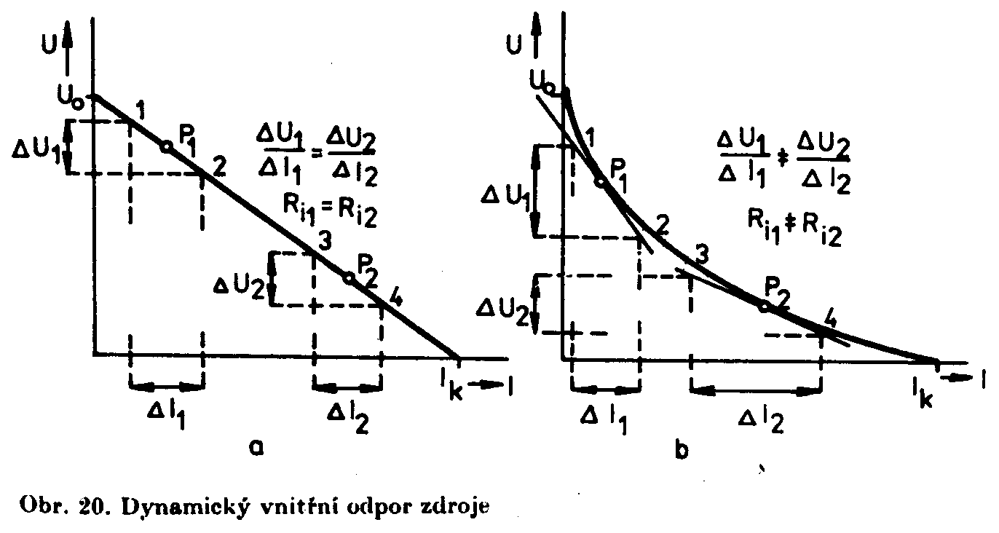 U
U₀
1
P₁
ΔU₁
2
ΔU₁/ΔI₁ = ΔU₂/ΔI₂
Rᵢ₁ = Rᵢ₂
3
P₂
ΔU₂
4
Iₖ → I
ΔI₁
ΔI₂
a
U
U₀
1
P₁
ΔU₁
2
ΔU₁/ΔI₁ ≠ ΔU₂/ΔI₂
Rᵢ₁ ≠ Rᵢ₂
3
P₂
ΔU₂
4
Iₖ → I
ΔI₁
ΔI₂
b
Obr. 20. Dynamický vnitřní odpor zdroje